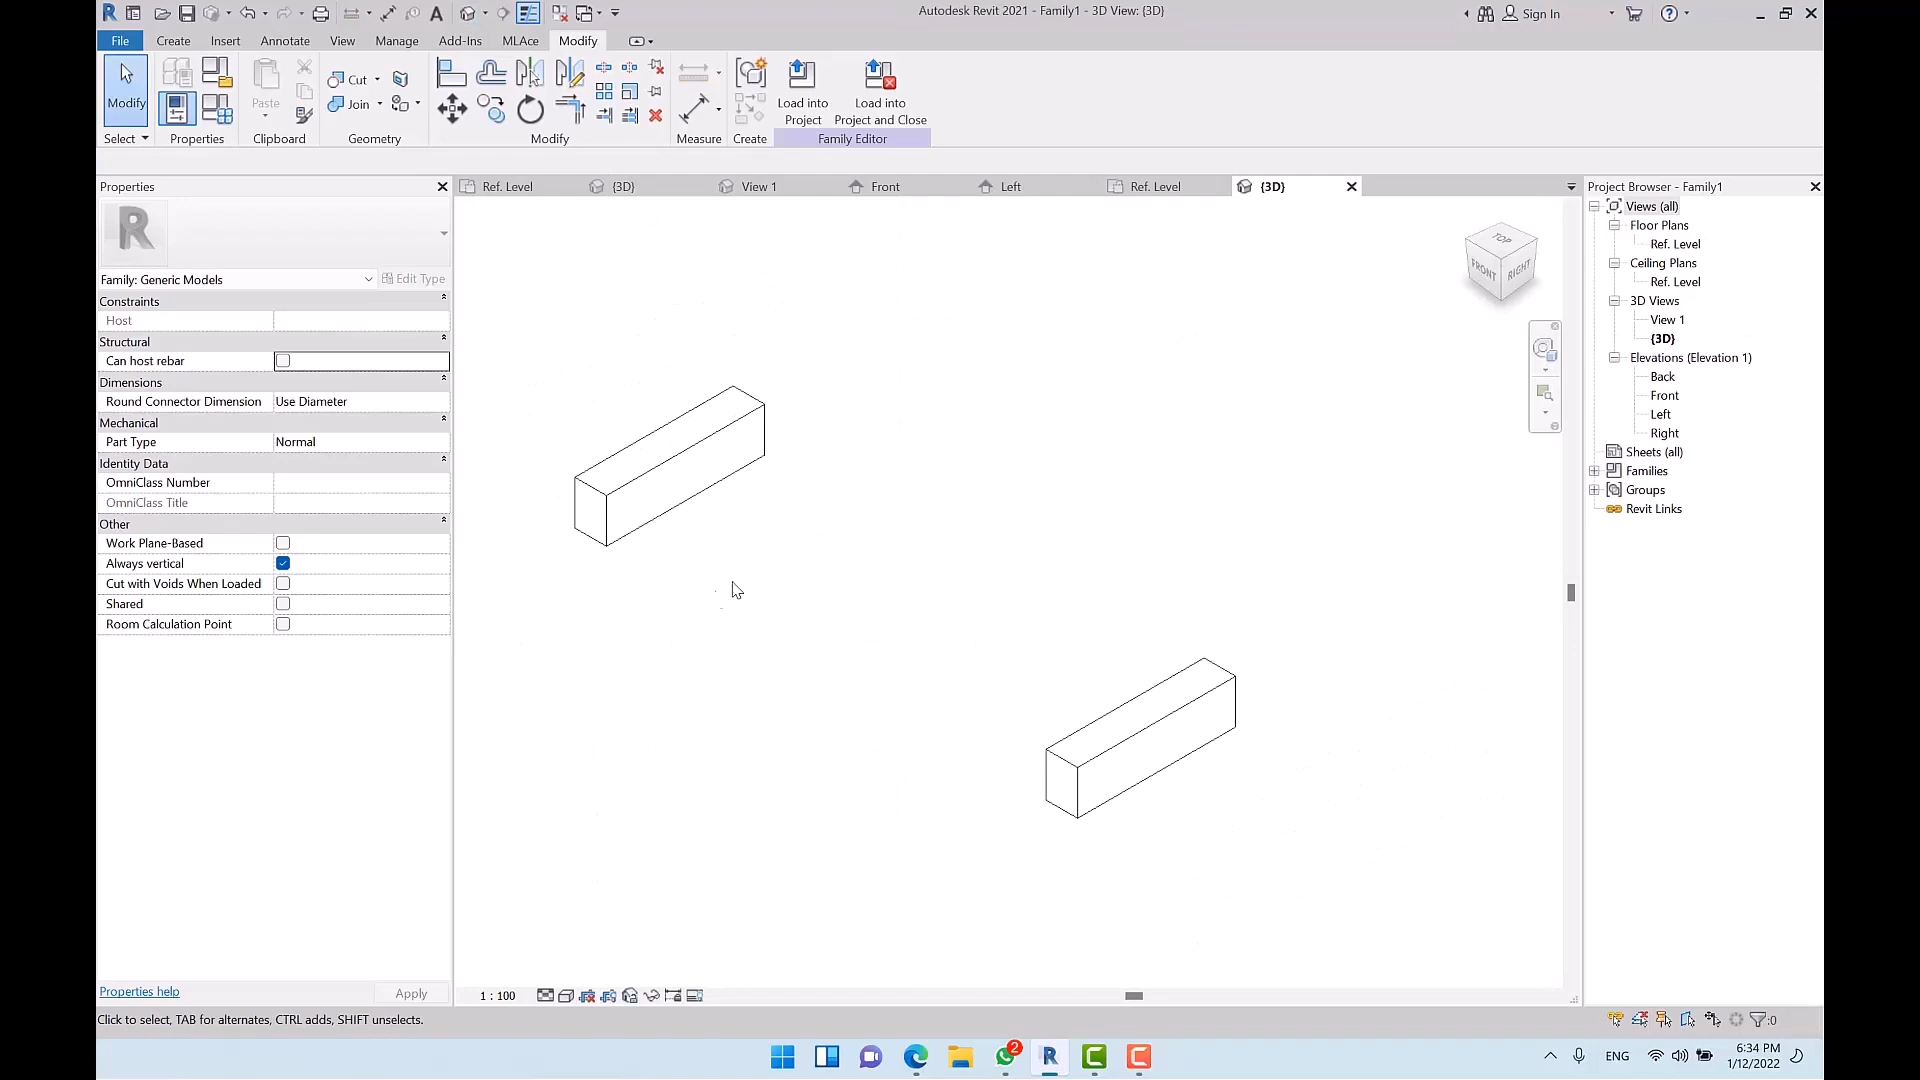 Autodesk Revit 2021 - Family1 - 3D View: {3D}
Sign In
File Create Insert Annotate View Manage Add-Ins MLAce Modify
Modify
Paste
Cut
Join
Load into
Project
Load into
Project and Close
Select
Properties
Clipboard
Geometry
Modify
Measure
Create
Family Editor
Properties
Ref. Level
{3D}
View 1
Front
Left
Ref. Level
{3D}
Project Browser - Family1
Family: Generic Models
Edit Type
Constraints
Host
Structural
Can host rebar
Dimensions
Round Connector Dimension Use Diameter
Mechanical
Part Type Normal
Identity Data
OmniClass Number
OmniClass Title
Other
Work Plane-Based
Always vertical
Cut with Voids When Loaded
Shared
Room Calculation Point
Properties help
Apply
TOP
FRONT
RIGHT
Views (all)
Floor Plans
Ref. Level
Ceiling Plans
Ref. Level
3D Views
View 1
{3D}
Elevations (Elevation 1)
Back
Front
Left
Right
Sheets (all)
Families
Groups
Revit Links
1 : 100
Click to select, TAB for alternates, CTRL adds, SHIFT unselects.
:0
2
ENG
6:34 PM
1/12/2022